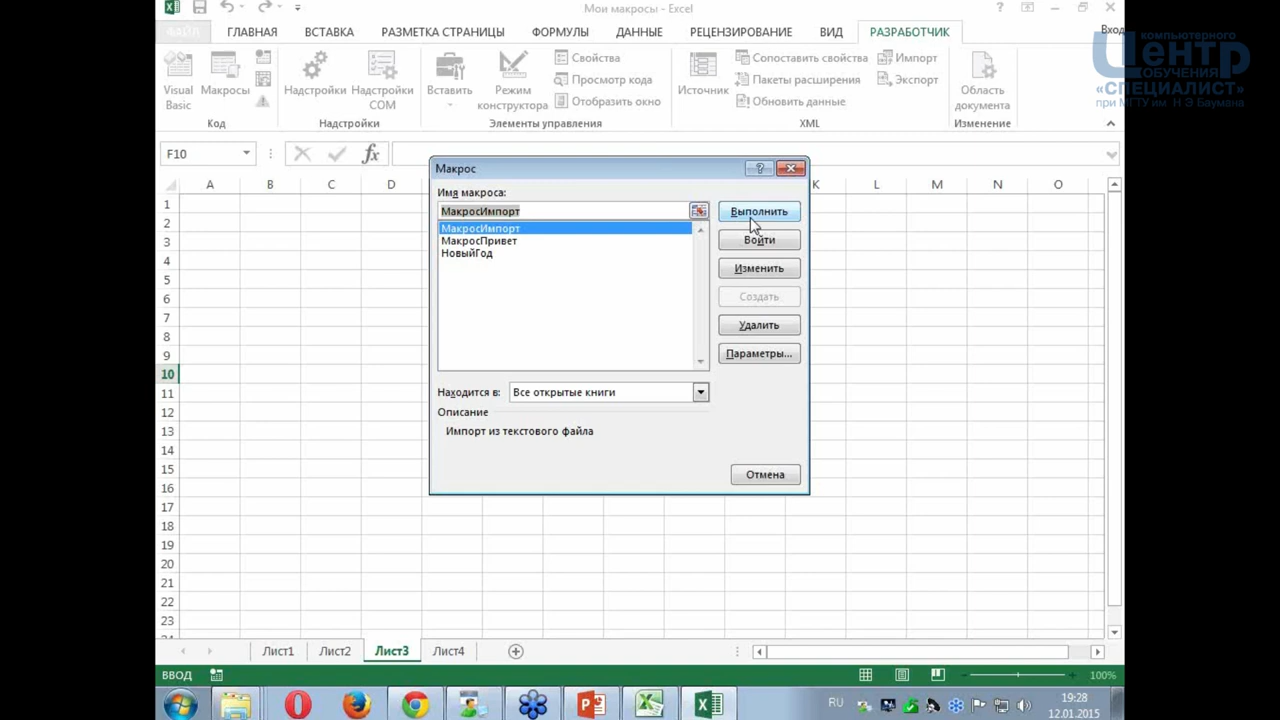 Мои макросы - Excel
ФАЙЛ
ГЛАВНАЯ
ВСТАВКА
РАЗМЕТКА СТРАНИЦЫ
ФОРМУЛЫ
ДАННЫЕ
РЕЦЕНЗИРОВАНИЕ
ВИД
РАЗРАБОТЧИК
Вход
компьютерного
Центр
ОБУЧЕНИЯ
«СПЕЦИАЛИСТ»
при МГТУ им. Н.Э.Баумана
Visual Basic
Макросы
Код
Надстройки
Надстройки COM
Надстройки
Вставить
Режим конструктора
Свойства
Просмотр кода
Отобразить окно
Элементы управления
Источник
Сопоставить свойства
Пакеты расширения
Обновить данные
Импорт
Экспорт
XML
Область документа
Изменение
F10
fx
A B C D K L M N O
1
2
3
4
5
6
7
8
9
10
11
12
13
14
15
16
17
18
19
20
21
22
23
24
Макрос
Имя макроса:
МакросИмпорт
МакросИмпорт
МакросПривет
НовыйГод
Выполнить
Войти
Изменить
Создать
Удалить
Параметры...
Находится в:
Все открытые книги
Описание
Импорт из текстового файла
Отмена
Лист1
Лист2
Лист3
Лист4
ВВОД
100%
RU
19:28
12.01.2015